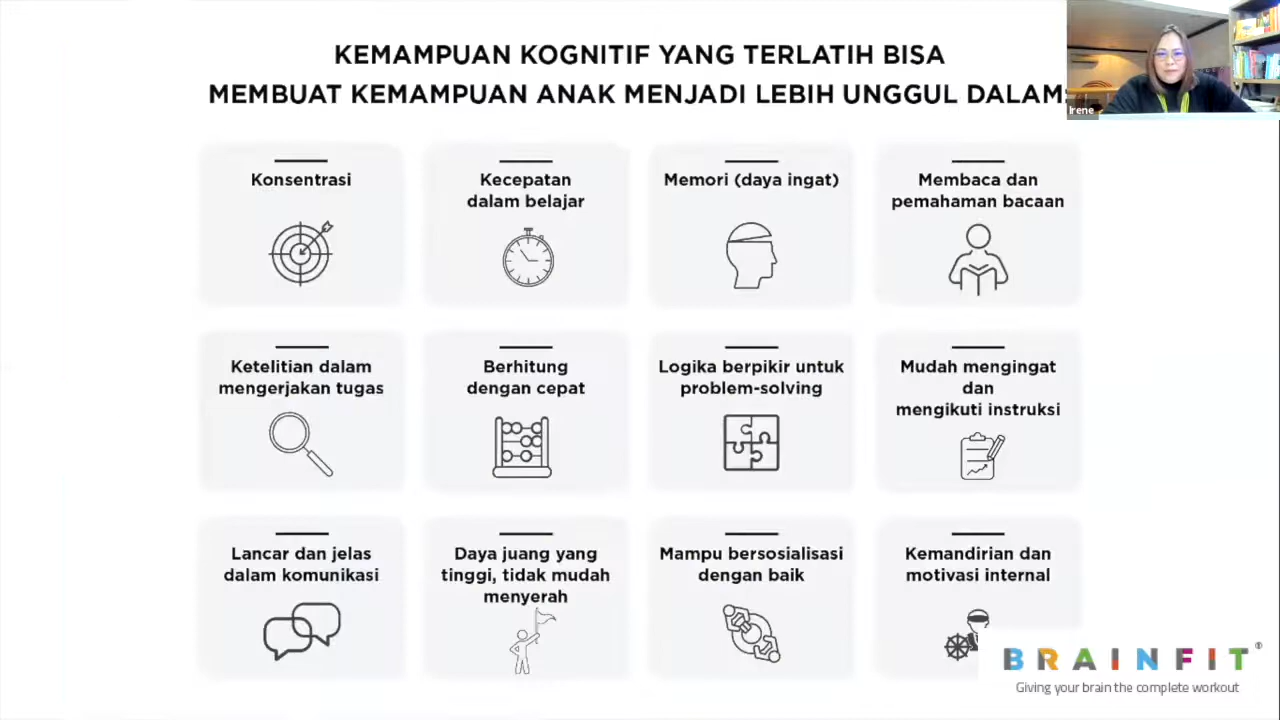 KEMAMPUAN KOGNITIF YANG TERLATIH BISA
MEMBUAT KEMAMPUAN ANAK MENJADI LEBIH UNGGUL DALAM:
Irene
Konsentrasi
Kecepatan
dalam belajar
Memori (daya ingat)
Membaca dan
pemahaman bacaan
Ketelitian dalam
mengerjakan tugas
Berhitung
dengan cepat
Logika berpikir untuk
problem-solving
Mudah mengingat
dan
mengikuti instruksi
Lancar dan jelas
dalam komunikasi
Daya juang yang
tinggi, tidak mudah
menyerah
Mampu bersosialisasi
dengan baik
Kemandirian dan
motivasi internal
BRAINFIT®
Giving your brain the complete workout